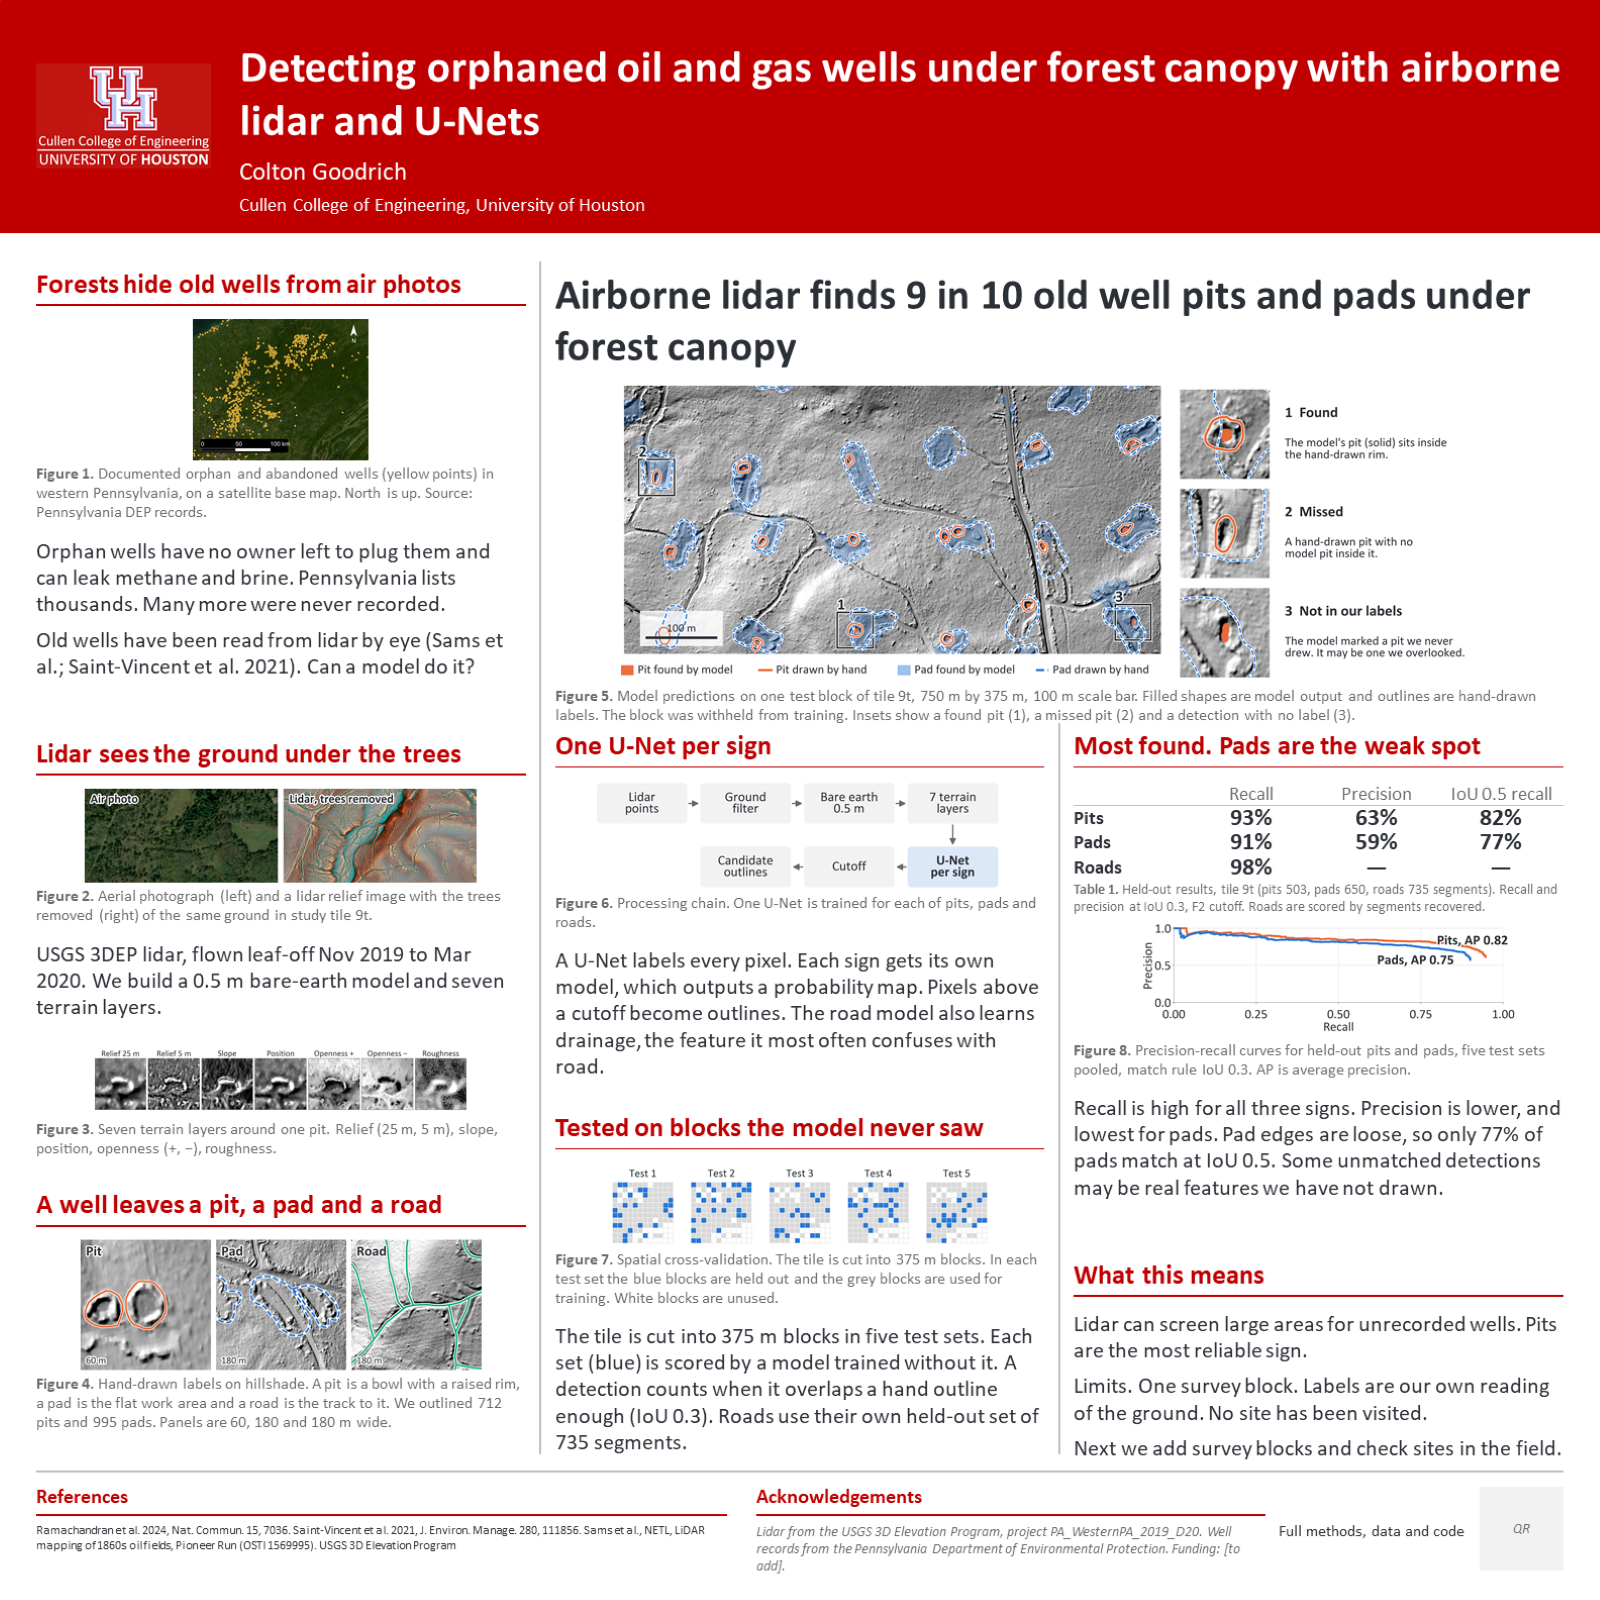 UH
Cullen College of Engineering
UNIVERSITY OF HOUSTON
Detecting orphaned oil and gas wells under forest canopy with airborne
lidar and U-Nets
Colton Goodrich
Cullen College of Engineering, University of Houston
Forests hide old wells from air photos
N
0 50 100 km
Figure 1. Documented orphan and abandoned wells (yellow points) in
western Pennsylvania, on a satellite base map. North is up. Source:
Pennsylvania DEP records.
Orphan wells have no owner left to plug them and
can leak methane and brine. Pennsylvania lists
thousands. Many more were never recorded.
Old wells have been read from lidar by eye (Sams et
al.; Saint-Vincent et al. 2021). Can a model do it?
Lidar sees the ground under the trees
Air photo
Lidar, trees removed
Figure 2. Aerial photograph (left) and a lidar relief image with the trees
removed (right) of the same ground in study tile 9t.
USGS 3DEP lidar, flown leaf-off Nov 2019 to Mar
2020. We build a 0.5 m bare-earth model and seven
terrain layers.
Relief 25 m Relief 5 m Slope Position Openness + Openness − Roughness
Figure 3. Seven terrain layers around one pit. Relief (25 m, 5 m), slope,
position, openness (+, −), roughness.
A well leaves a pit, a pad and a road
Pit Pad Road
60 m 180 m 180 m
Figure 4. Hand-drawn labels on hillshade. A pit is a bowl with a raised rim,
a pad is the flat work area and a road is the track to it. We outlined 712
pits and 995 pads. Panels are 60, 180 and 180 m wide.
Airborne lidar finds 9 in 10 old well pits and pads under
forest canopy
2
1
3
100 m
Pit found by model Pit drawn by hand Pad found by model Pad drawn by hand
1 Found
The model's pit (solid) sits inside
the hand-drawn rim.
2 Missed
A hand-drawn pit with no
model pit inside it.
3 Not in our labels
The model marked a pit we never
drew. It may be one we overlooked.
Figure 5. Model predictions on one test block of tile 9t, 750 m by 375 m, 100 m scale bar. Filled shapes are model output and outlines are hand-drawn
labels. The block was withheld from training. Insets show a found pit (1), a missed pit (2) and a detection with no label (3).
One U-Net per sign
Lidar
points
Ground
filter
Bare earth
0.5 m
7 terrain
layers
Candidate
outlines
Cutoff
U-Net
per sign
Figure 6. Processing chain. One U-Net is trained for each of pits, pads and
roads.
A U-Net labels every pixel. Each sign gets its own
model, which outputs a probability map. Pixels above
a cutoff become outlines. The road model also learns
drainage, the feature it most often confuses with
road.
Tested on blocks the model never saw
Test 1 Test 2 Test 3 Test 4 Test 5
Figure 7. Spatial cross-validation. The tile is cut into 375 m blocks. In each
test set the blue blocks are held out and the grey blocks are used for
training. White blocks are unused.
The tile is cut into 375 m blocks in five test sets. Each
set (blue) is scored by a model trained without it. A
detection counts when it overlaps a hand outline
enough (IoU 0.3). Roads use their own held-out set of
735 segments.
Most found. Pads are the weak spot
Recall Precision IoU 0.5 recall
Pits 93% 63% 82%
Pads 91% 59% 77%
Roads 98% — —
Table 1. Held-out results, tile 9t (pits 503, pads 650, roads 735 segments). Recall and
precision at IoU 0.3, F2 cutoff. Roads are scored by segments recovered.
Precision
1.0
0.5
0.0
Pits, AP 0.82
Pads, AP 0.75
0.00 0.25 0.50 0.75 1.00
Recall
Figure 8. Precision-recall curves for held-out pits and pads, five test sets
pooled, match rule IoU 0.3. AP is average precision.
Recall is high for all three signs. Precision is lower, and
lowest for pads. Pad edges are loose, so only 77% of
pads match at IoU 0.5. Some unmatched detections
may be real features we have not drawn.
What this means
Lidar can screen large areas for unrecorded wells. Pits
are the most reliable sign.
Limits. One survey block. Labels are our own reading
of the ground. No site has been visited.
Next we add survey blocks and check sites in the field.
References
Ramachandran et al. 2024, Nat. Commun. 15, 7036. Saint-Vincent et al. 2021, J. Environ. Manage. 280, 111856. Sams et al., NETL, LiDAR
mapping of 1860s oil fields, Pioneer Run (OSTI 1569995). USGS 3D Elevation Program
Acknowledgements
Lidar from the USGS 3D Elevation Program, project PA_WesternPA_2019_D20. Well
records from the Pennsylvania Department of Environmental Protection. Funding: [to
add].
Full methods, data and code
QR